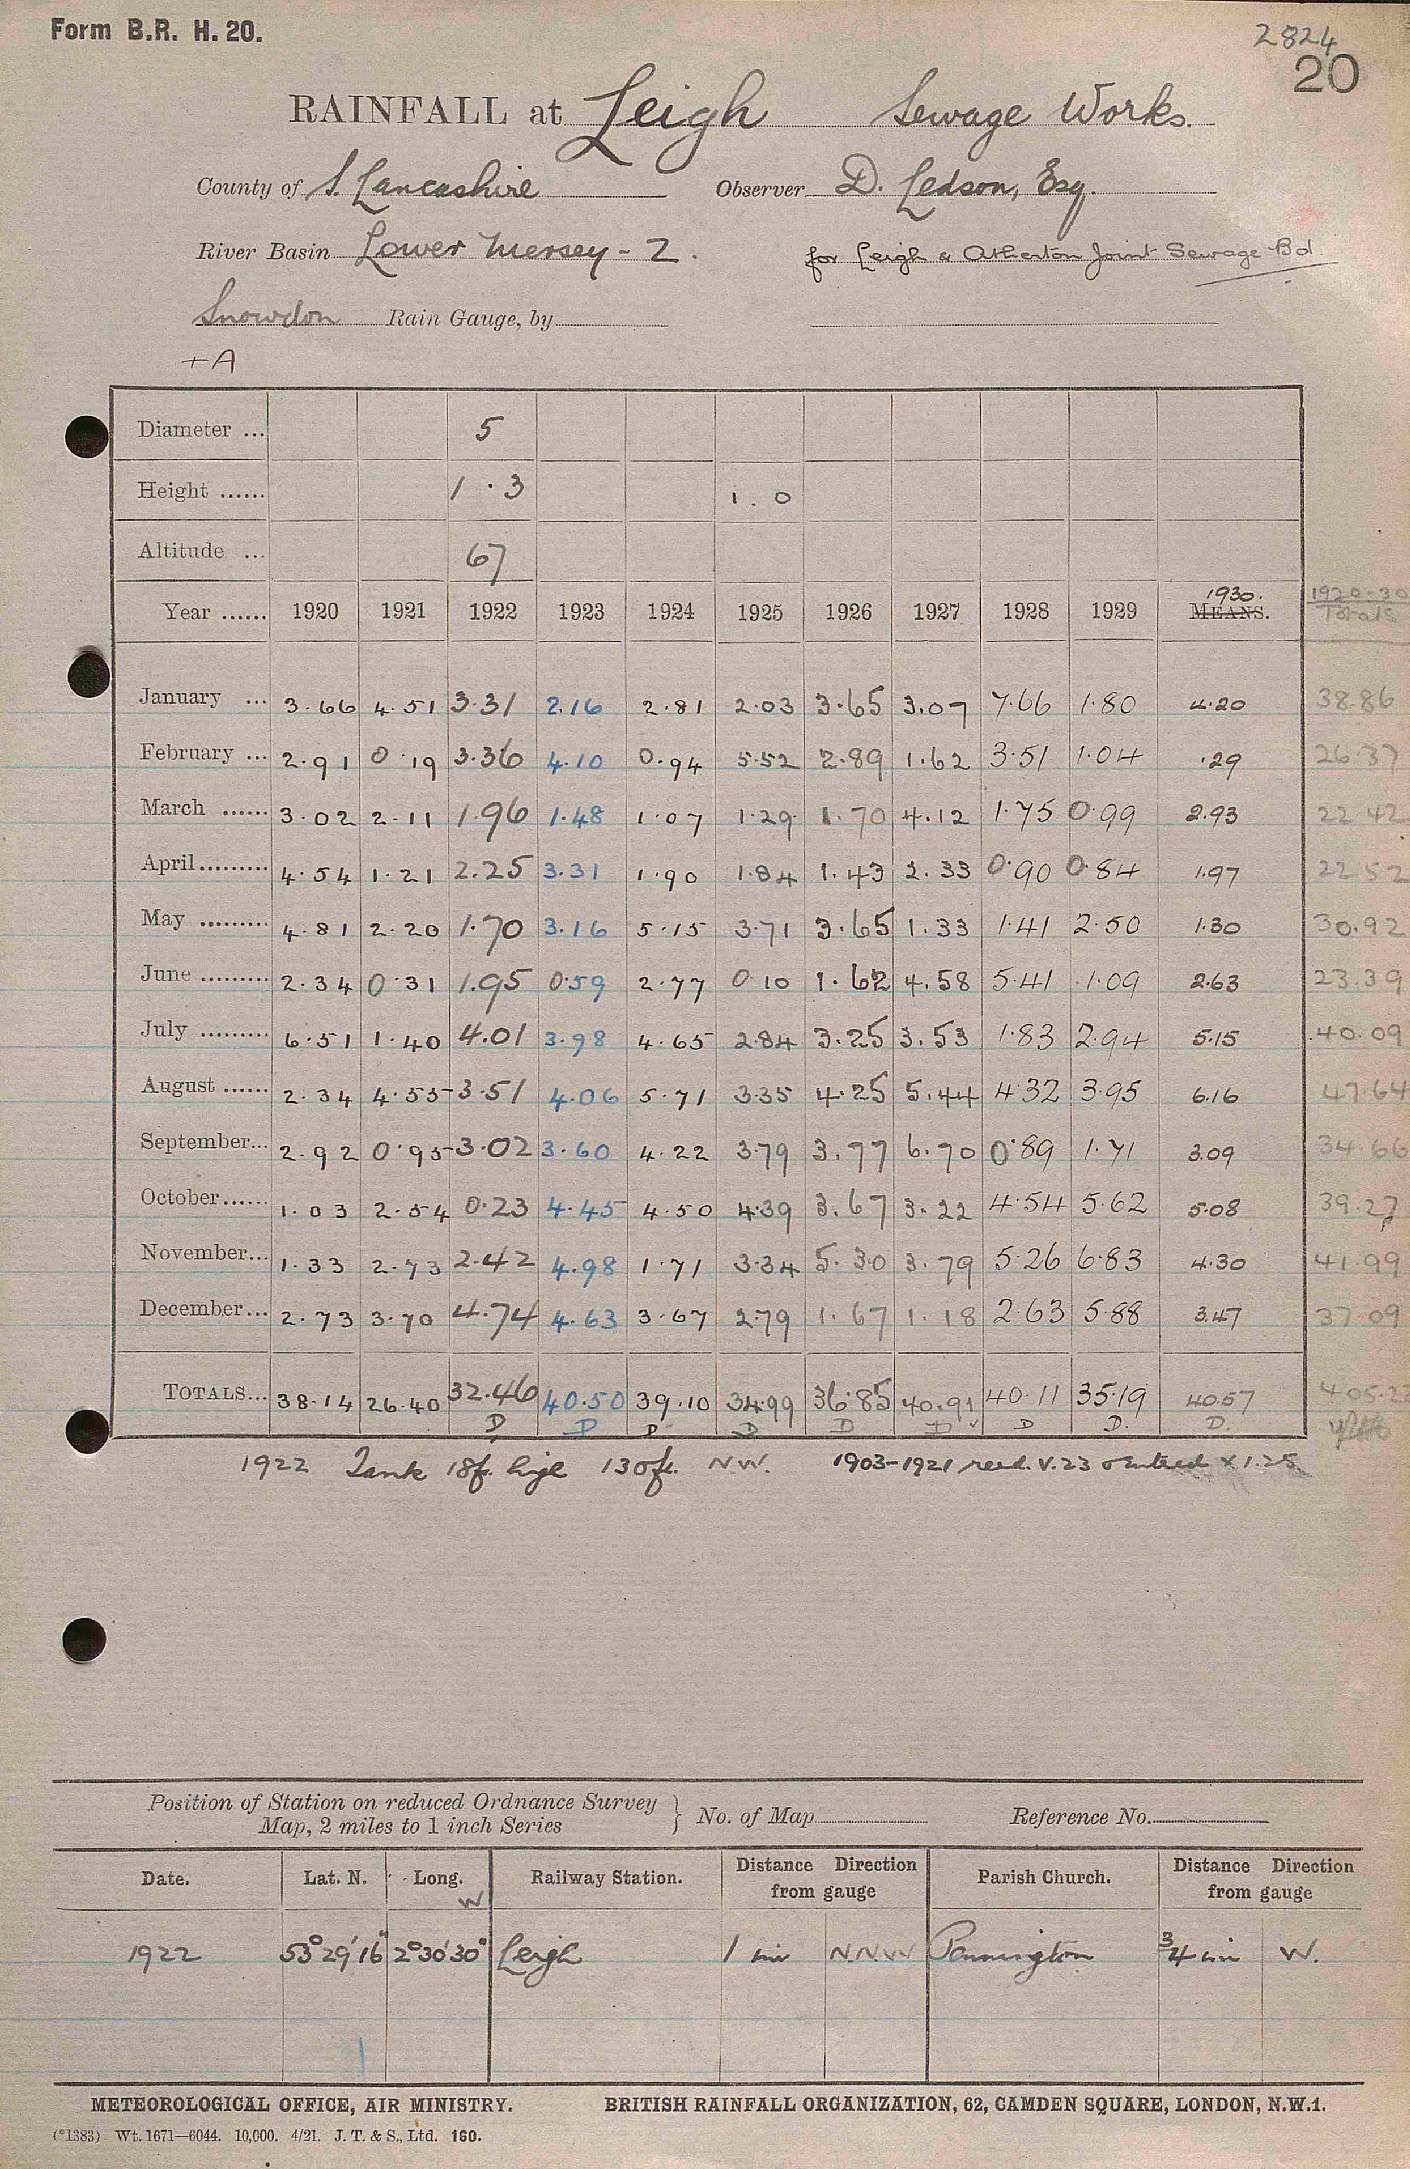 Form B.R. H. 20.
2824
20
RAINFALL at Leigh Sewage Works.
County of S. Lancashire Observer D. Ledson, Esq.
River Basin Lower Mersey - 2. for Leigh & Atherton Joint Sewage Bd
Snowdon Rain Gauge, by
+A
Diameter ... 5
Height ...... 1.3 1.0
Altitude ... 67
Year ...... 1920 1921 1922 1923 1924 1925 1926 1927 1928 1929 1930. MEANS. 1920-30 Totals
January ... 3.66 4.51 3.31 2.16 2.81 2.03 3.65 3.07 7.66 1.80 4.20 38.86
February ... 2.91 0.19 3.36 4.10 0.94 5.52 2.89 1.62 3.51 1.04 .29 26.37
March ...... 3.02 2.11 1.96 1.48 1.07 1.29 1.70 4.12 1.75 0.99 2.93 22.42
April ......... 4.54 1.21 2.25 3.31 1.90 1.84 1.43 2.33 0.90 0.84 1.97 22.52
May ......... 4.81 2.20 1.70 3.16 5.15 3.71 3.65 1.33 1.41 2.50 1.30 30.92
June ......... 2.34 0.31 1.95 0.59 2.77 0.10 1.62 4.58 5.41 1.09 2.63 23.39
July ......... 6.51 1.40 4.01 3.98 4.65 2.84 3.25 3.53 1.83 2.94 5.15 40.09
August ...... 2.34 4.55 3.51 4.06 5.71 3.35 4.25 5.44 4.32 3.95 6.16 47.64
September... 2.92 0.95 3.02 3.60 4.22 3.79 3.77 6.70 0.89 1.71 3.09 34.66
October...... 1.03 2.54 0.23 4.45 4.50 4.39 3.67 3.22 4.54 5.62 5.08 39.27
November... 1.33 2.73 2.42 4.98 1.71 3.34 5.30 3.79 5.26 6.83 4.30 41.99
December... 2.73 3.70 4.74 4.63 3.67 2.79 1.67 1.18 2.63 5.88 3.47 37.09
TOTALS... 38.14 26.40 32.46 40.50 39.10 34.99 36.85 40.91 40.11 35.19 40.57 405.22
D D D D D D D D. D.
1922 Tank 18ft. high 130ft. N.W. 1903-1921 recd. V.23 entered x 1.25
Position of Station on reduced Ordnance Survey
Map, 2 miles to 1 inch Series } No. of Map Reference No.
Date. Lat. N. Long. W Railway Station. Distance Direction from gauge Parish Church. Distance Direction from gauge
1922 53° 29' 16" 2° 30' 30" Leigh 1 mi N.N.W Pennington 3/4 mi W.
METEOROLOGICAL OFFICE, AIR MINISTRY. BRITISH RAINFALL ORGANIZATION, 62, CAMDEN SQUARE, LONDON, N.W.1.
(*1383) Wt. 1671—6044. 10,000. 4/21. J. T. & S., Ltd. 160.